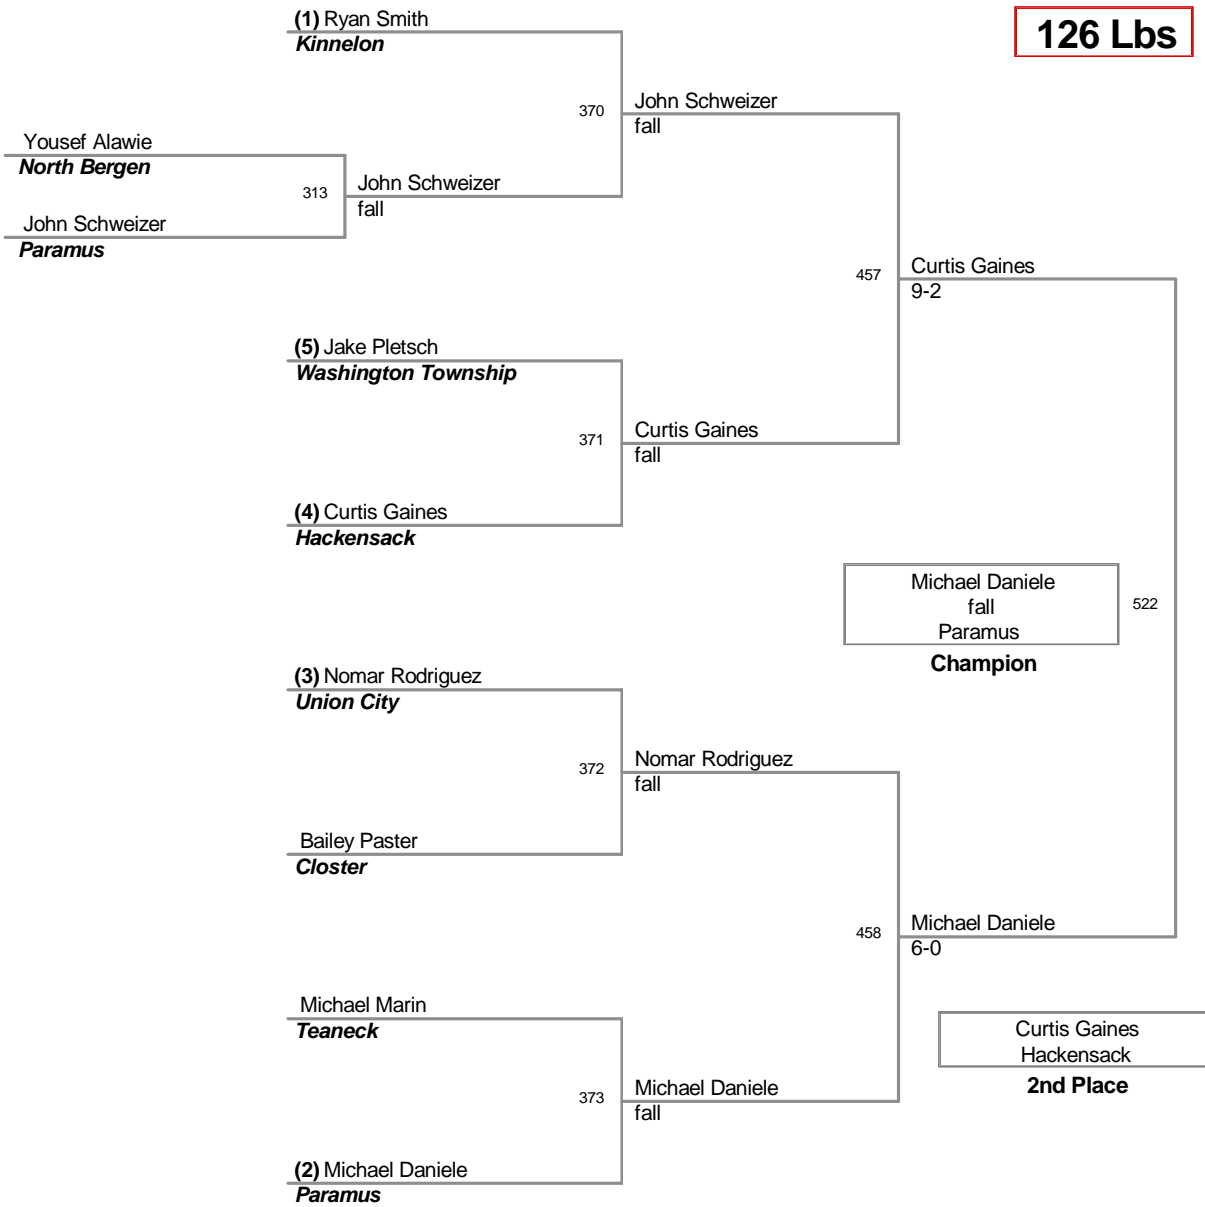 (1) Ryan Smith
Kinnelon
126 Lbs
370
John Schweizer
fall
Yousef Alawie
North Bergen
313
John Schweizer
fall
John Schweizer
Paramus
457
Curtis Gaines
9-2
(5) Jake Pletsch
Washington Township
371
Curtis Gaines
fall
(4) Curtis Gaines
Hackensack
Michael Daniele
fall
Paramus
522
Champion
(3) Nomar Rodriguez
Union City
372
Nomar Rodriguez
fall
Bailey Paster
Closter
458
Michael Daniele
6-0
Michael Marin
Teaneck
Curtis Gaines
Hackensack
2nd Place
373
Michael Daniele
fall
(2) Michael Daniele
Paramus